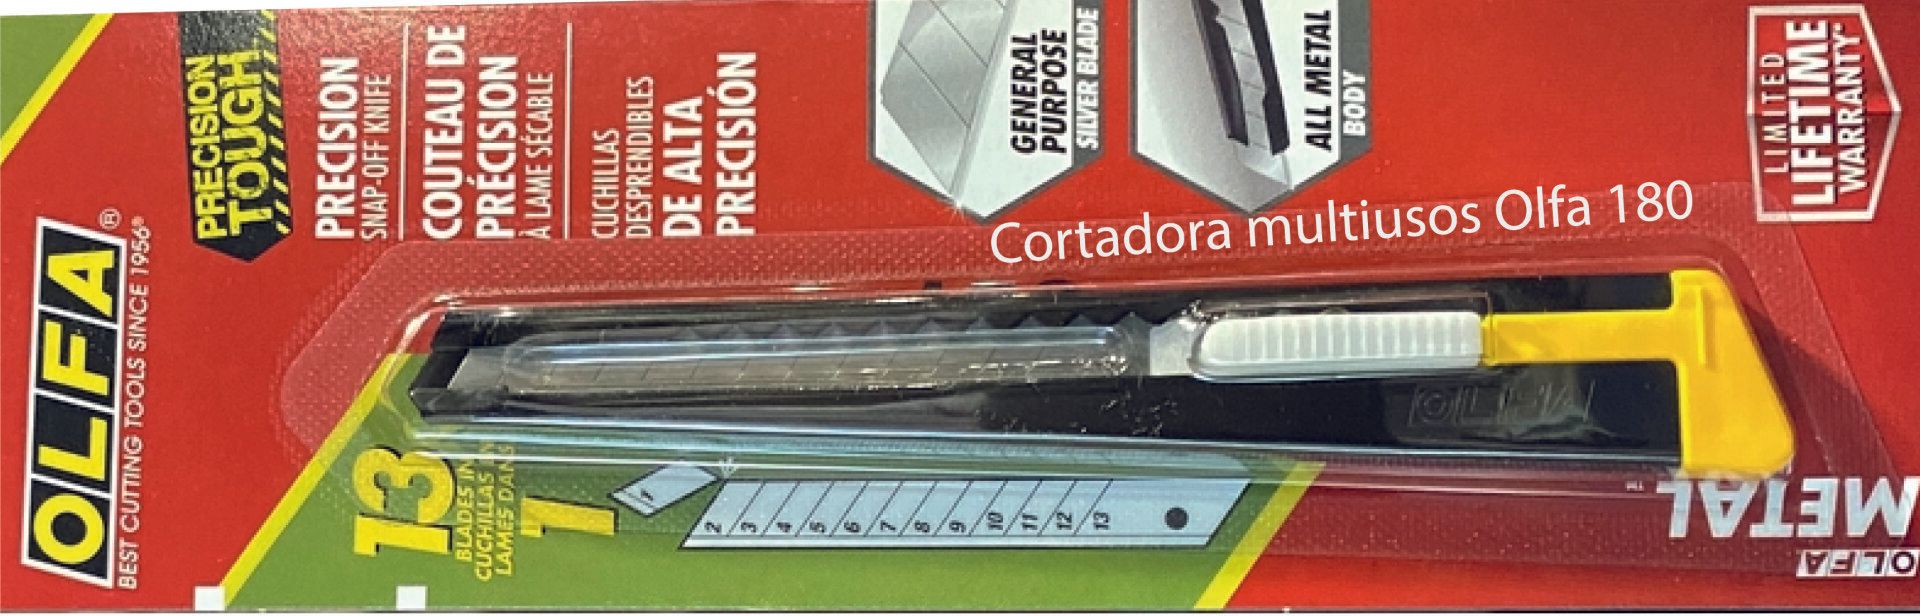 OLFA®
BEST CUTTING TOOLS SINCE 1956®
PRECISION
TOUGH
PRECISION
SNAP-OFF KNIFE
COUTEAU DE
PRÉCISION
À LAME SÉCABLE
CUCHILLAS
DESPRENDIBLES
DE ALTA
PRECISIÓN
GENERAL
PURPOSE
SILVER BLADE
ALL METAL
BODY
LIMITED
LIFETIME
WARRANTY*
Cortadora multiusos Olfa 180
OLFA
13
BLADES IN
CUCHILLAS EN
LAMES DANS
1
1
2 3 4 5 6 7 8 9 10 11 12 13
METAL™
OLFA